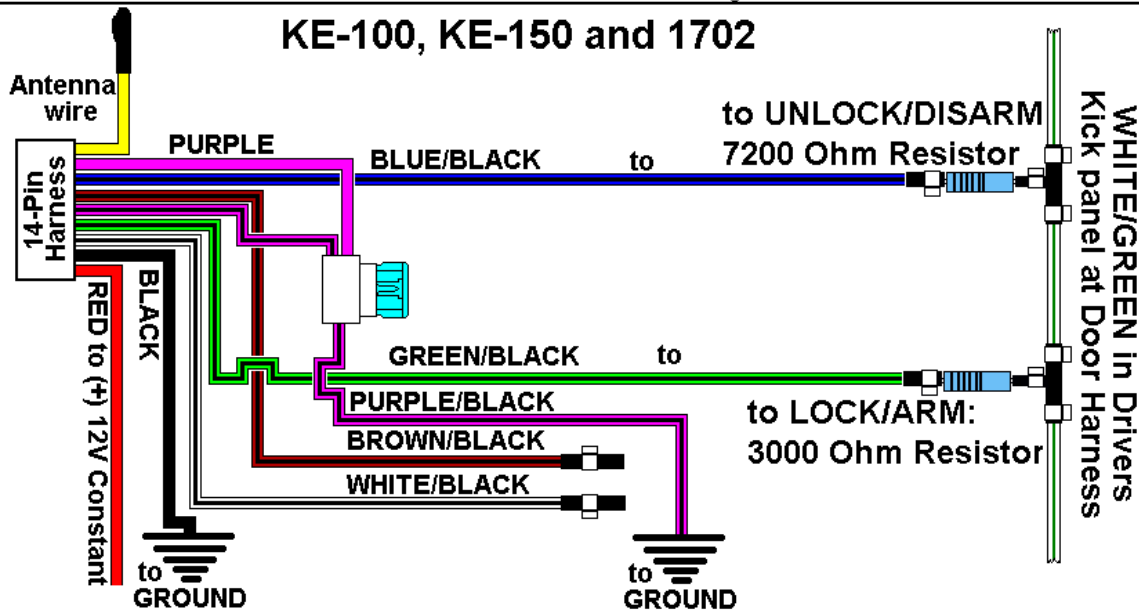 KE-100, KE-150 and 1702
Antenna
wire
14-Pin
Harness
PURPLE
BLUE/BLACK to
to UNLOCK/DISARM
7200 Ohm Resistor
WHITE/GREEN in Drivers
Kick panel at Door Harness
RED to (+) 12V Constant
BLACK
GREEN/BLACK to
PURPLE/BLACK
BROWN/BLACK
WHITE/BLACK
to LOCK/ARM:
3000 Ohm Resistor
to
GROUND
to
GROUND